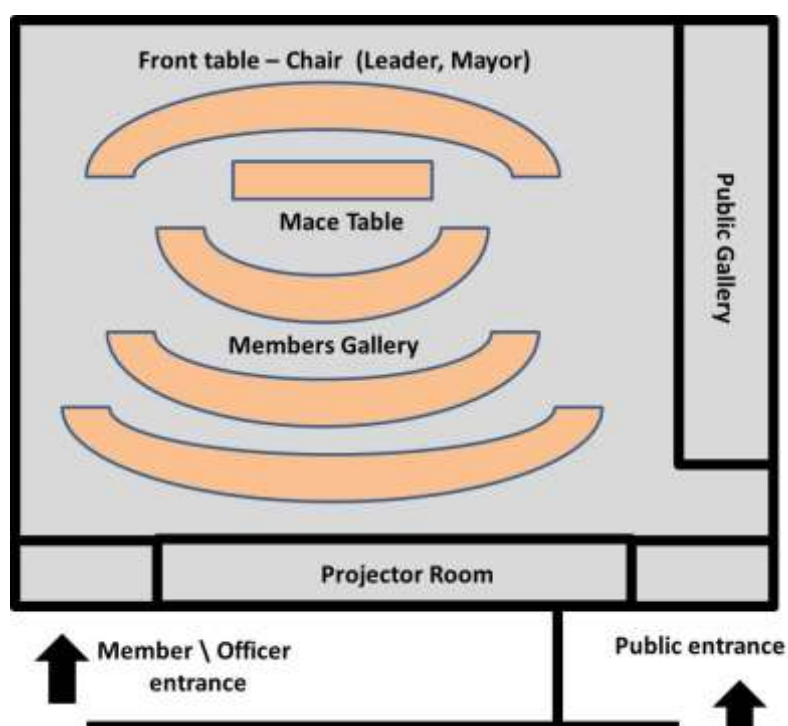 Front table – Chair (Leader, Mayor)
Mace Table
Public Gallery
Members Gallery
Projector Room
Member \ Officer
entrance
Public entrance